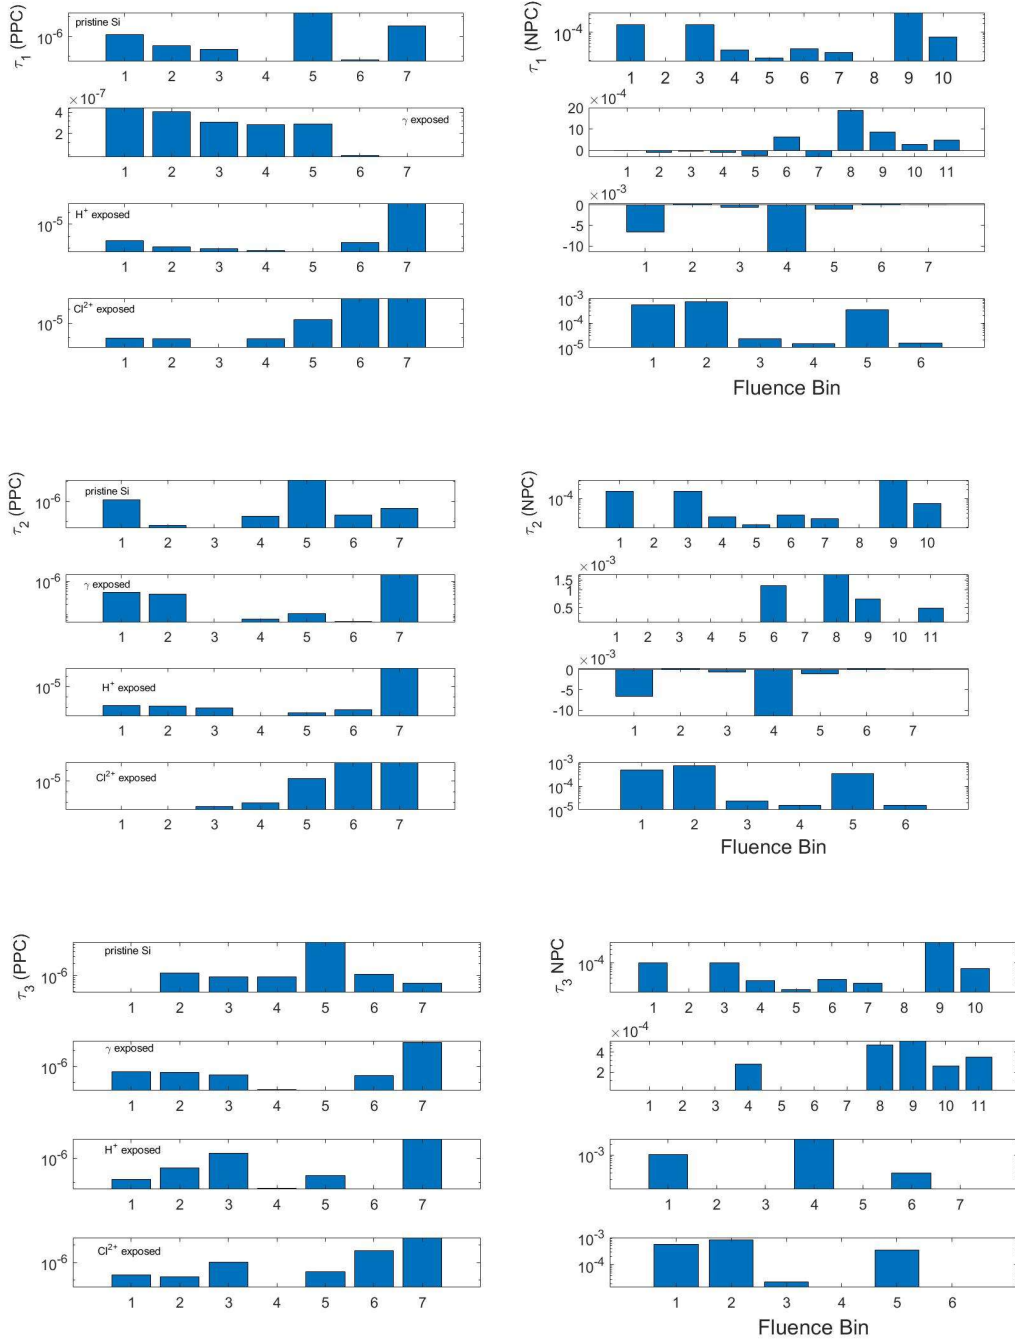 τ₁ (PPC)
pristine Si
10⁻⁶
1 2 3 4 5 6 7
×10⁻⁷
γ exposed
4
2
1 2 3 4 5 6 7
H⁺ exposed
10⁻⁵
1 2 3 4 5 6 7
Cl²⁺ exposed
10⁻⁵
1 2 3 4 5 6 7
τ₁ (NPC)
10⁻⁴
1 2 3 4 5 6 7 8 9 10
×10⁻⁴
20
10
0
1 2 3 4 5 6 7 8 9 10 11
×10⁻³
0
-5
-10
1 2 3 4 5 6 7
10⁻³
10⁻⁴
10⁻⁵
1 2 3 4 5 6
Fluence Bin
τ₂ (PPC)
pristine Si
10⁻⁶
1 2 3 4 5 6 7
γ exposed
10⁻⁶
1 2 3 4 5 6 7
H⁺ exposed
10⁻⁵
1 2 3 4 5 6 7
Cl²⁺ exposed
10⁻⁵
1 2 3 4 5 6 7
τ₂ (NPC)
10⁻⁴
1 2 3 4 5 6 7 8 9 10
×10⁻³
1.5
1
0.5
1 2 3 4 5 6 7 8 9 10 11
×10⁻³
0
-5
-10
1 2 3 4 5 6 7
10⁻³
10⁻⁴
10⁻⁵
1 2 3 4 5 6
Fluence Bin
τ₃ (PPC)
pristine Si
10⁻⁶
1 2 3 4 5 6 7
γ exposed
10⁻⁶
1 2 3 4 5 6 7
H⁺ exposed
10⁻⁶
1 2 3 4 5 6 7
Cl²⁺ exposed
10⁻⁶
1 2 3 4 5 6 7
τ₃ NPC
10⁻⁴
1 2 3 4 5 6 7 8 9 10
×10⁻⁴
4
2
1 2 3 4 5 6 7 8 9 10 11
10⁻³
1 2 3 4 5 6 7
10⁻³
10⁻⁴
1 2 3 4 5 6
Fluence Bin